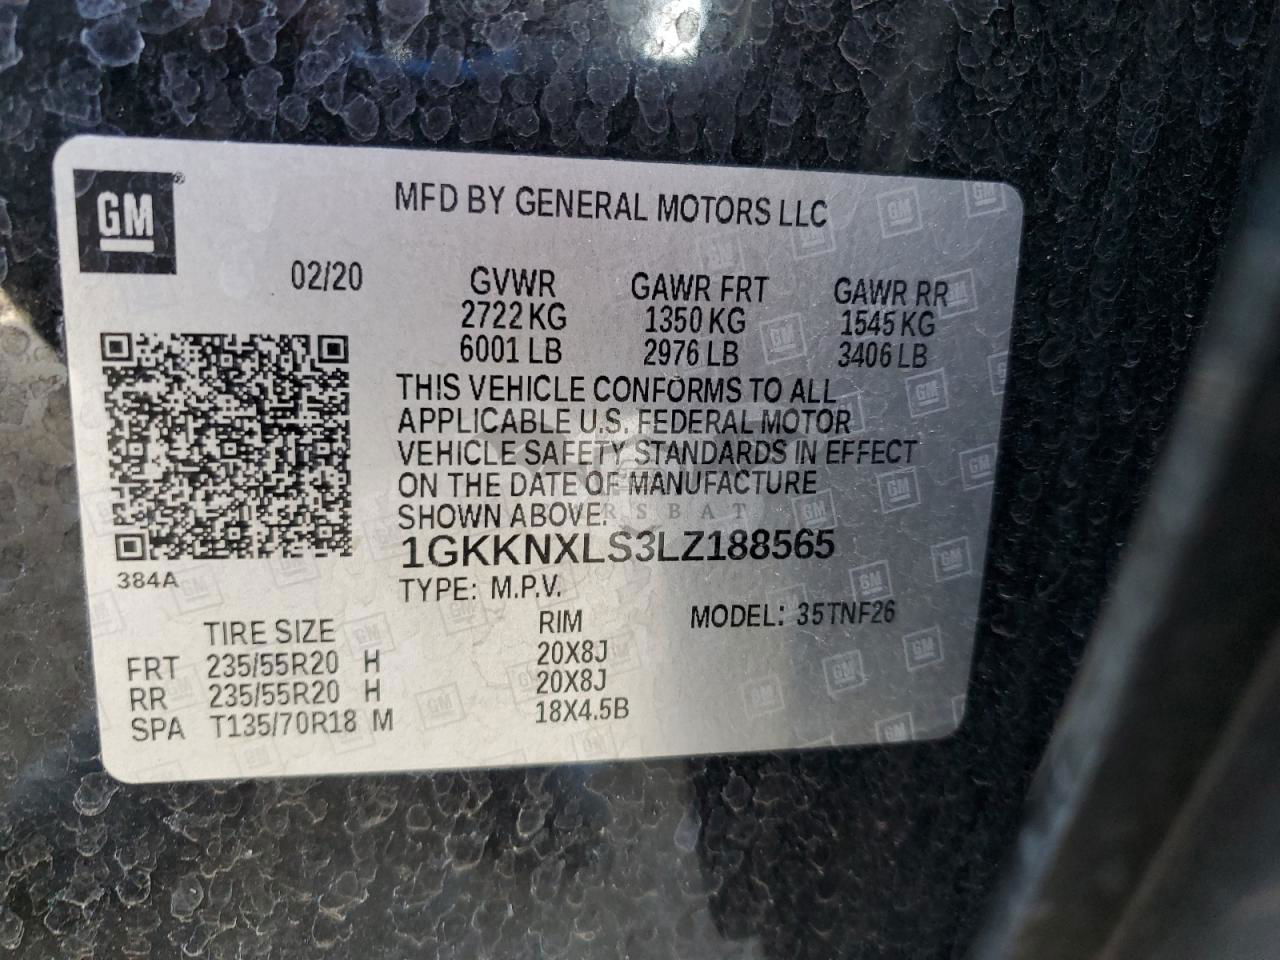 GM
MFD BY GENERAL MOTORS LLC
02/20
GVWR GAWR FRT GAWR RR
2722 KG 1350 KG 1545 KG
6001 LB 2976 LB 3406 LB
THIS VEHICLE CONFORMS TO ALL
APPLICABLE U.S. FEDERAL MOTOR
VEHICLE SAFETY STANDARDS IN EFFECT
ON THE DATE OF MANUFACTURE
SHOWN ABOVE.
1GKKNXLS3LZ188565
384A
TYPE: M.P.V.
MODEL: 35TNF26
TIRE SIZE RIM
FRT 235/55R20 H 20X8J
RR 235/55R20 H 20X8J
SPA T135/70R18 M 18X4.5B